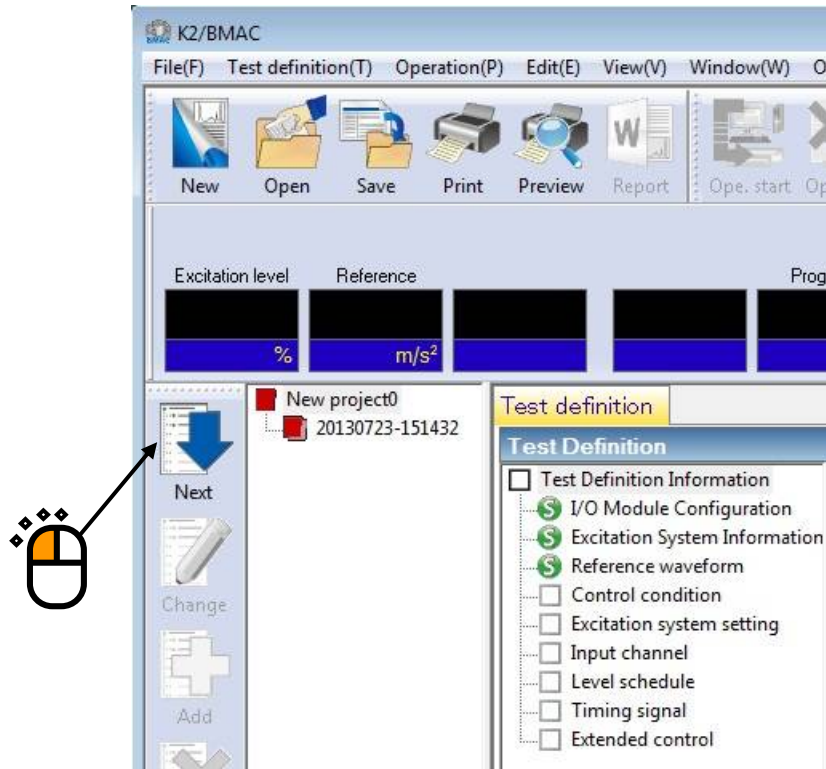 K2/BMAC
File(F) Test definition(T) Operation(P) Edit(E) View(V) Window(W) O
New Open Save Print Preview Report Ope. start Op
Excitation level Reference Prog
% m/s²
New project0
20130723-151432
Next
Change
Add
Test definition
Test Definition
Test Definition Information
I/O Module Configuration
Excitation System Information
Reference waveform
Control condition
Excitation system setting
Input channel
Level schedule
Timing signal
Extended control